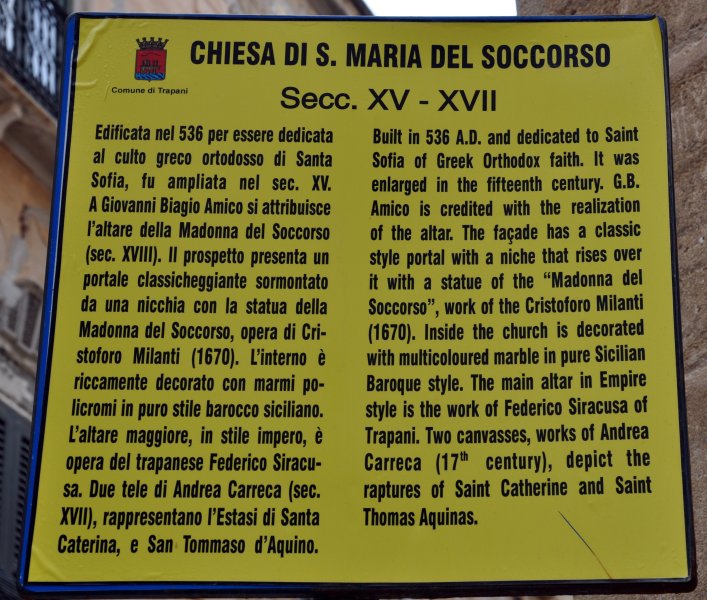 CHIESA DI S. MARIA DEL SOCCORSO
Comune di Trapani
Secc. XV - XVII
Edificata nel 536 per essere dedicata
al culto greco ortodosso di Santa
Sofia, fu ampliata nel sec. XV.
A Giovanni Biagio Amico si attribuisce
l'altare della Madonna del Soccorso
(sec. XVIII). Il prospetto presenta un
portale classicheggiante sormontato
da una nicchia con la statua della
Madonna del Soccorso, opera di Cri-
stoforo Milanti (1670). L'interno è
riccamente decorato con marmi po-
licromi in puro stile barocco siciliano.
L'altare maggiore, in stile impero, è
opera del trapanese Federico Siracu-
sa. Due tele di Andrea Carreca (sec.
XVII), rappresentano l'Estasi di Santa
Caterina, e San Tommaso d'Aquino.
Built in 536 A.D. and dedicated to Saint
Sofia of Greek Orthodox faith. It was
enlarged in the fifteenth century. G.B.
Amico is credited with the realization
of the altar. The façade has a classic
style portal with a niche that rises over
it with a statue of the "Madonna del
Soccorso", work of the Cristoforo Milanti
(1670). Inside the church is decorated
with multicoloured marble in pure Sicilian
Baroque style. The main altar in Empire
style is the work of Federico Siracusa of
Trapani. Two canvasses, works of Andrea
Carreca (17th century), depict the
raptures of Saint Catherine and Saint
Thomas Aquinas.